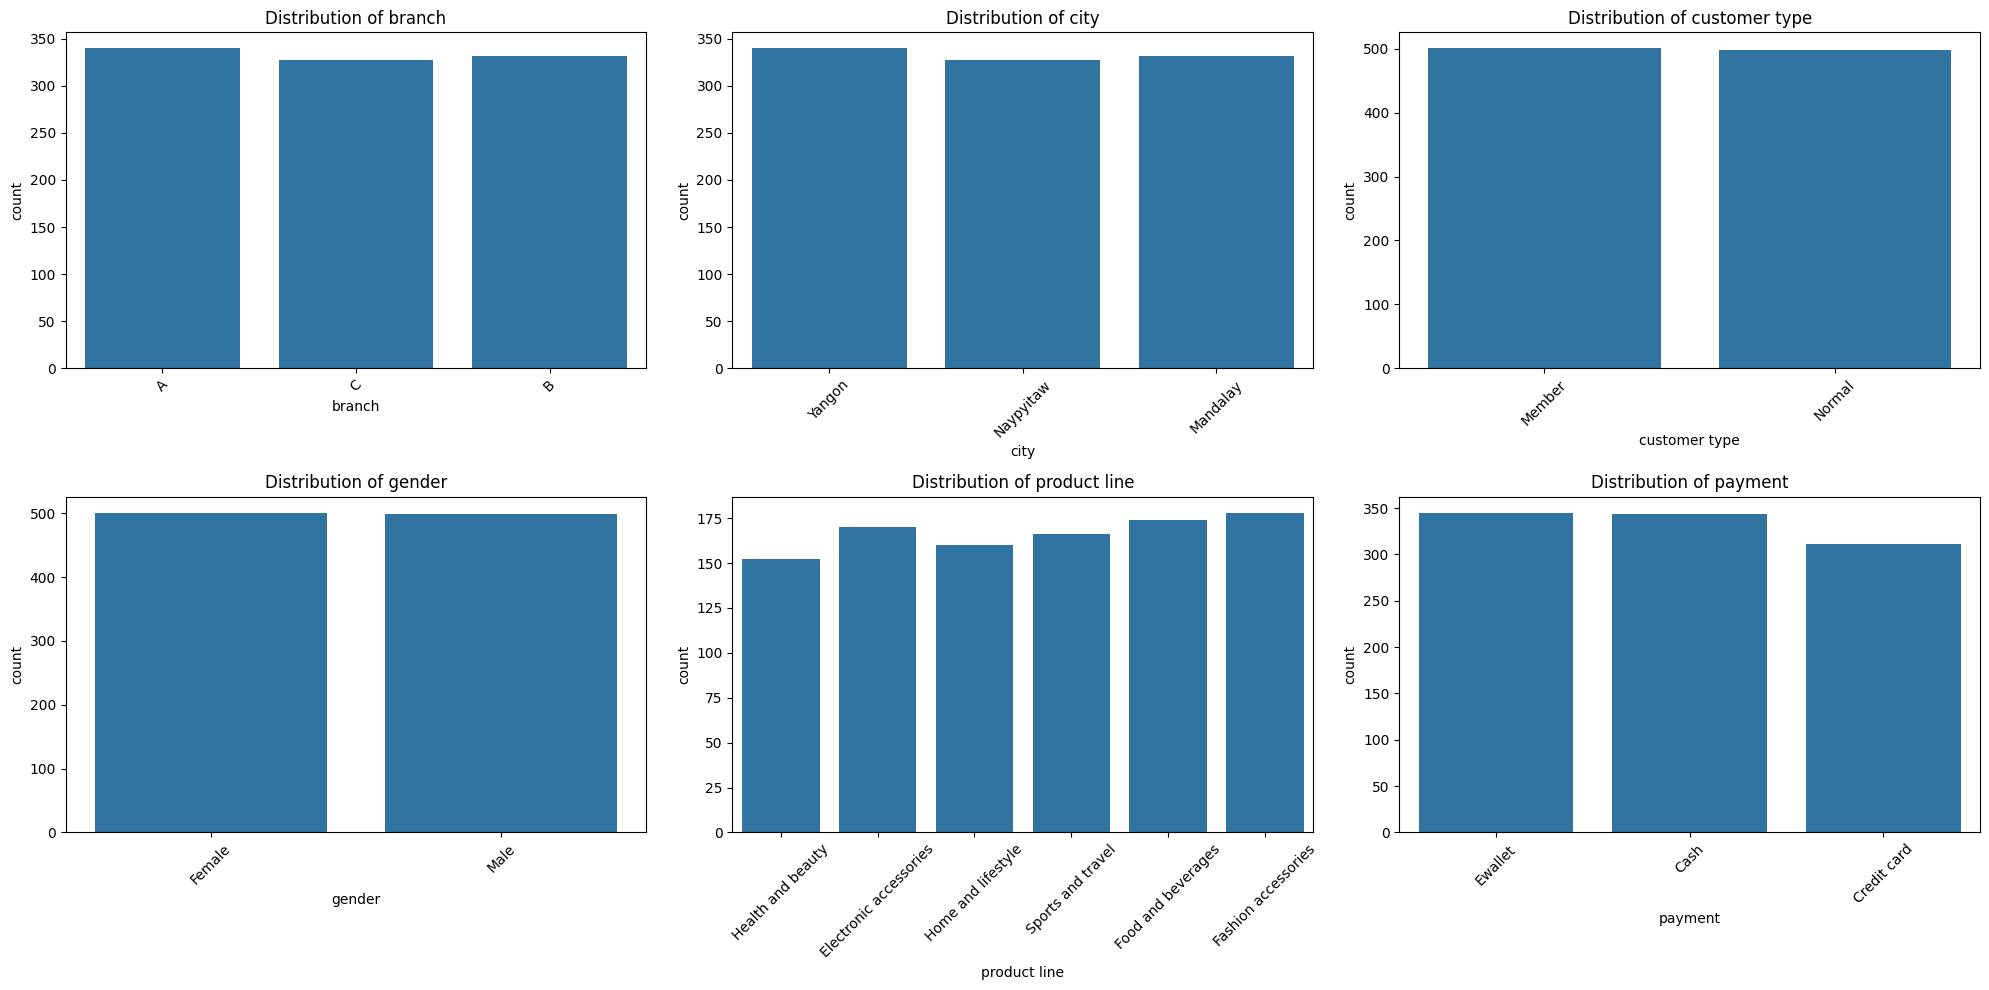 Distribution of branch
350
300
250
200
150
100
50
0
count
A
C
B
branch
Distribution of city
350
300
250
200
150
100
50
0
count
Yangon
Naypyitaw
Mandalay
city
Distribution of customer type
500
400
300
200
100
0
count
Member
Normal
customer type
Distribution of gender
500
400
300
200
100
0
count
Female
Male
gender
Distribution of product line
175
150
125
100
75
50
25
0
count
Health and beauty
Electronic accessories
Home and lifestyle
Sports and travel
Food and beverages
Fashion accessories
product line
Distribution of payment
350
300
250
200
150
100
50
0
count
Ewallet
Cash
Credit card
payment